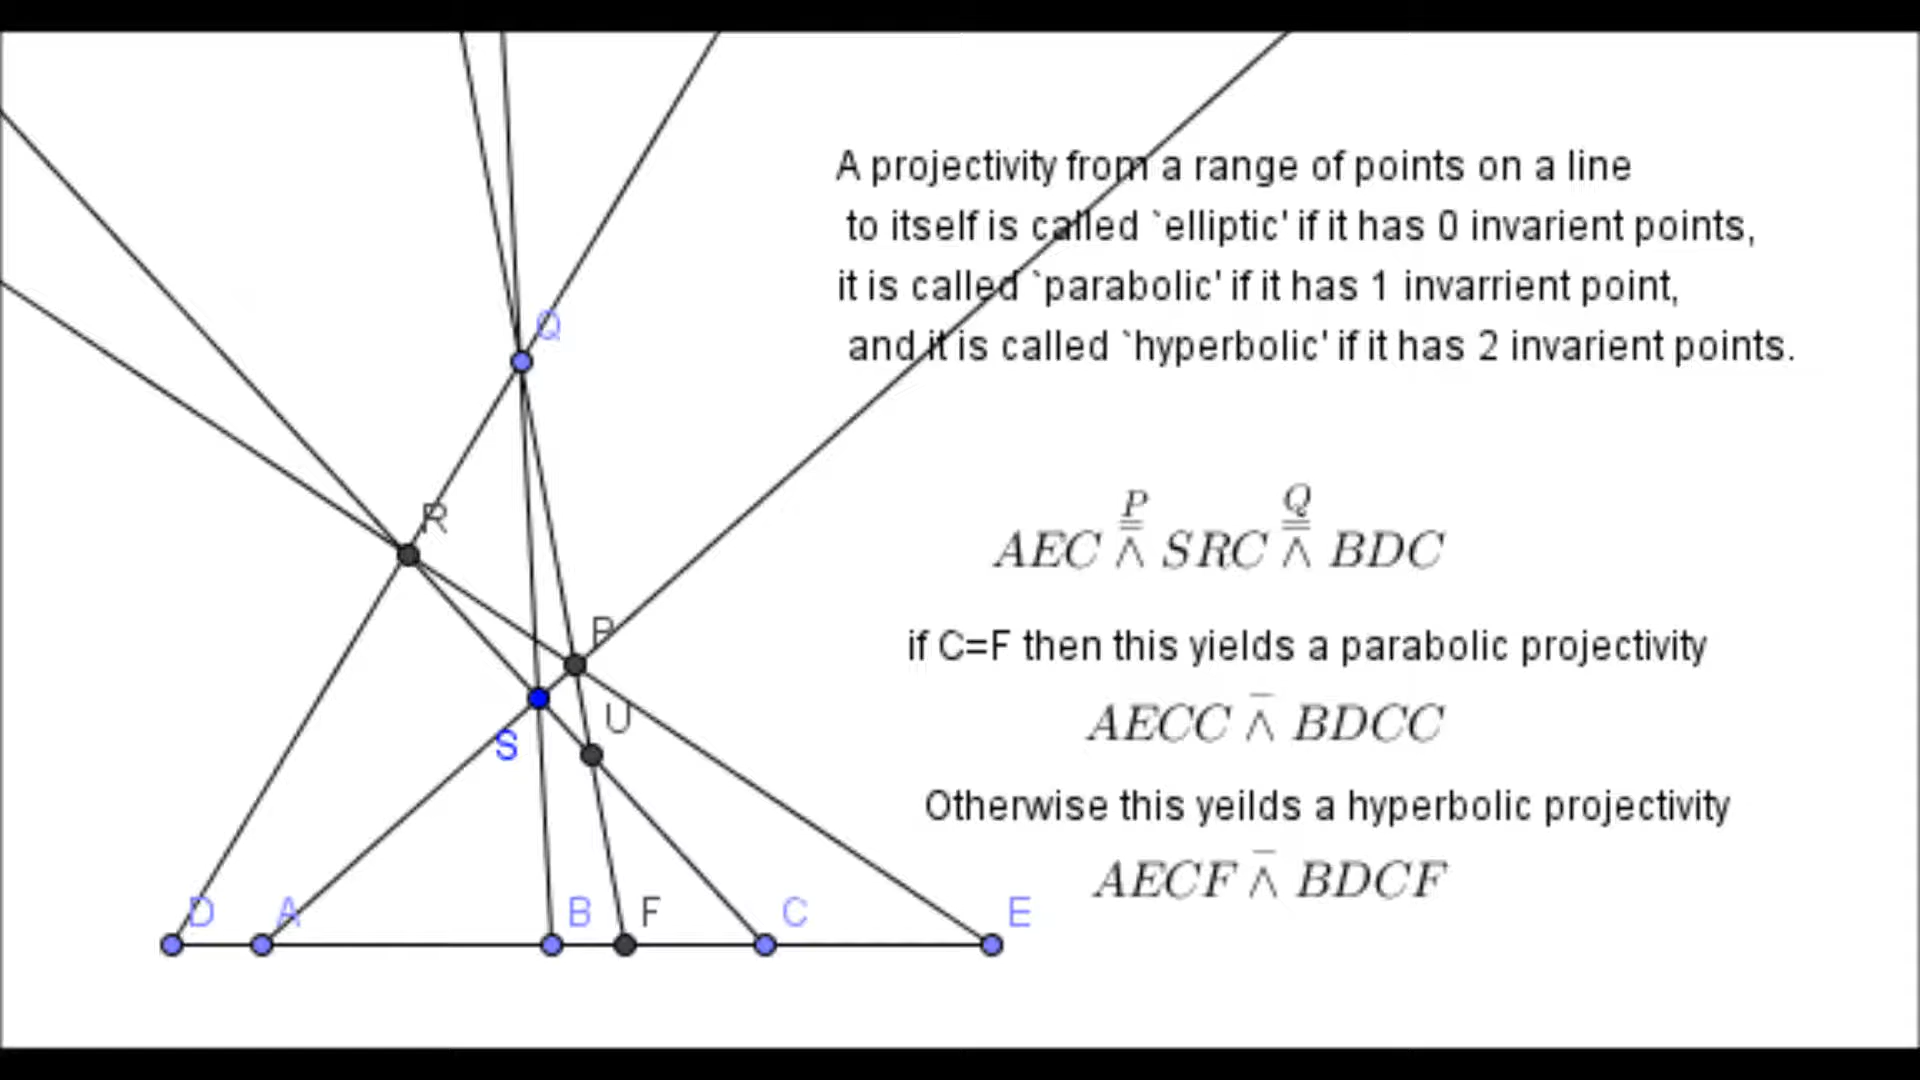 A projectivity from a range of points on a line
to itself is called `elliptic' if it has 0 invarient points,
it is called `parabolic' if it has 1 invarrient point,
and it is called `hyperbolic' if it has 2 invarient points.
Q
R
P
U
S
P Q
AEC ⩞ SRC ⩞ BDC
if C=F then this yields a parabolic projectivity
AECC ⊼ BDCC
Otherwise this yeilds a hyperbolic projectivity
AECF ⊼ BDCF
D A B F C E